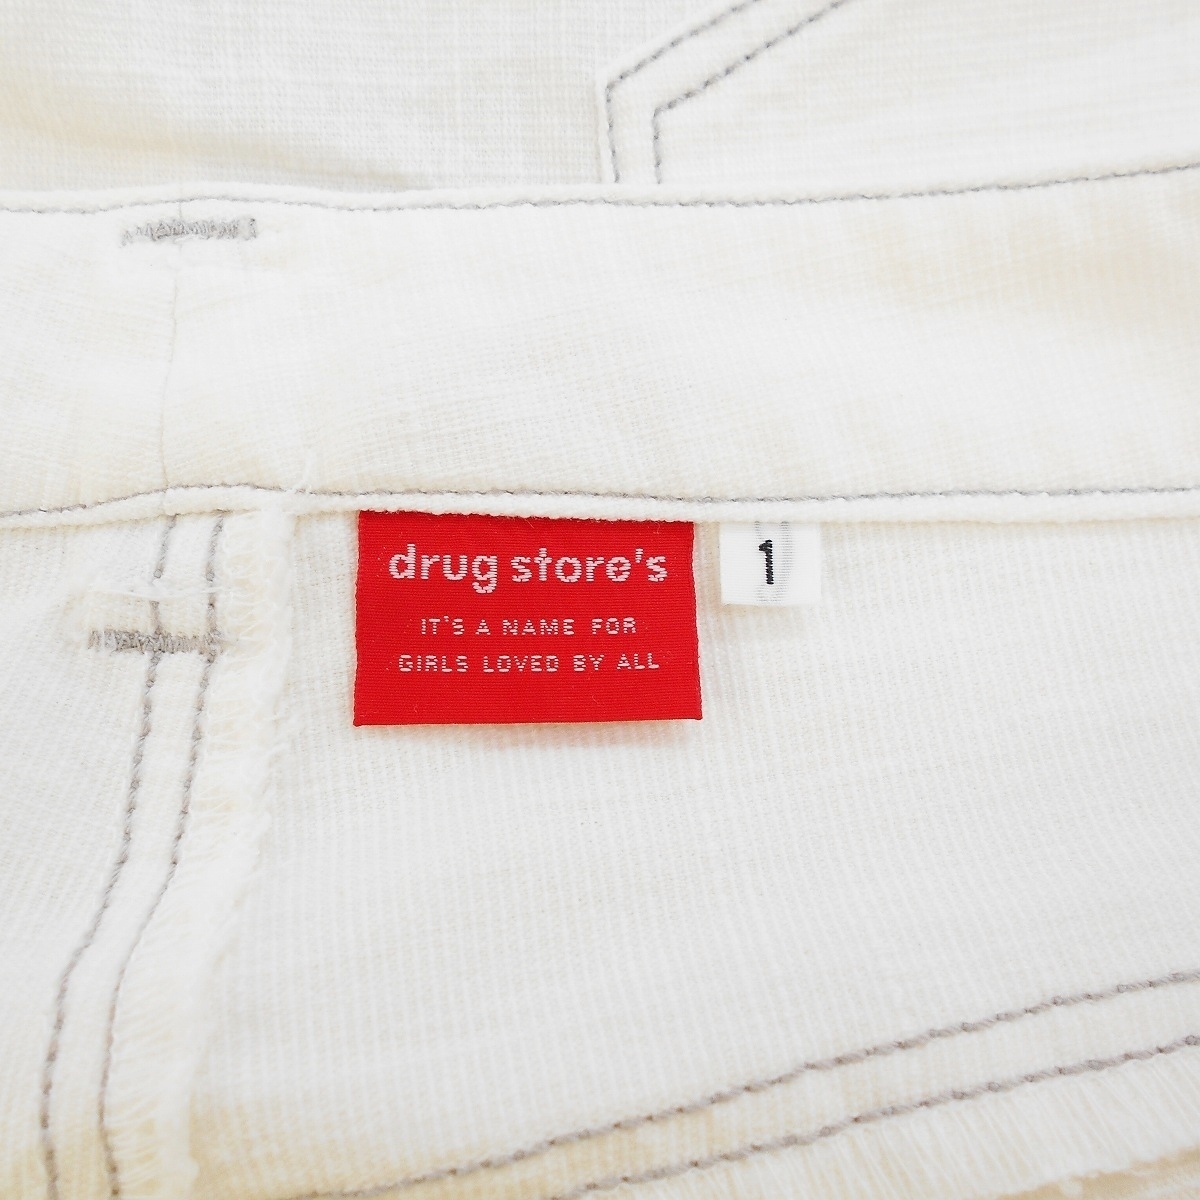 drug store's
IT'S A NAME FOR
GIRLS LOVED BY ALL
1